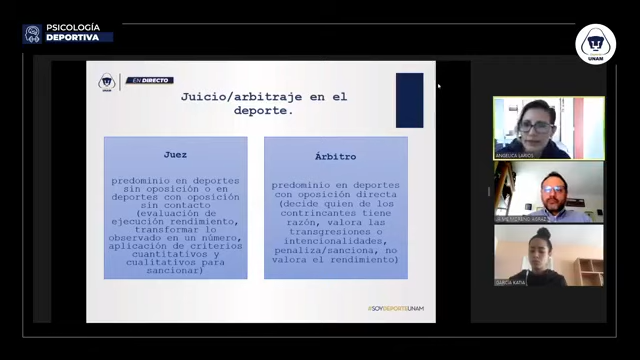 PSICOLOGÍA
DEPORTIVA
UNAM
UNAM
EN DIRECTO
Juicio/arbitraje en el
deporte.
Juez
predominio en deportes
sin oposición o en
deportes con oposición
sin contacto
(evaluación de
ejecución rendimiento,
transformar lo
observado en un número,
aplicación de criterios
cuantitativos y
cualitativos para
sancionar)
Árbitro
predominio en deportes
con oposición directa
(decide quien de los
contrincantes tiene
razón, valora las
transgresiones o
intencionalidades,
penaliza/sanciona, no
valora el rendimiento)
#SOYDEPORTEUNAM
ANGELICA LARIOS
GARCÍA KATIA